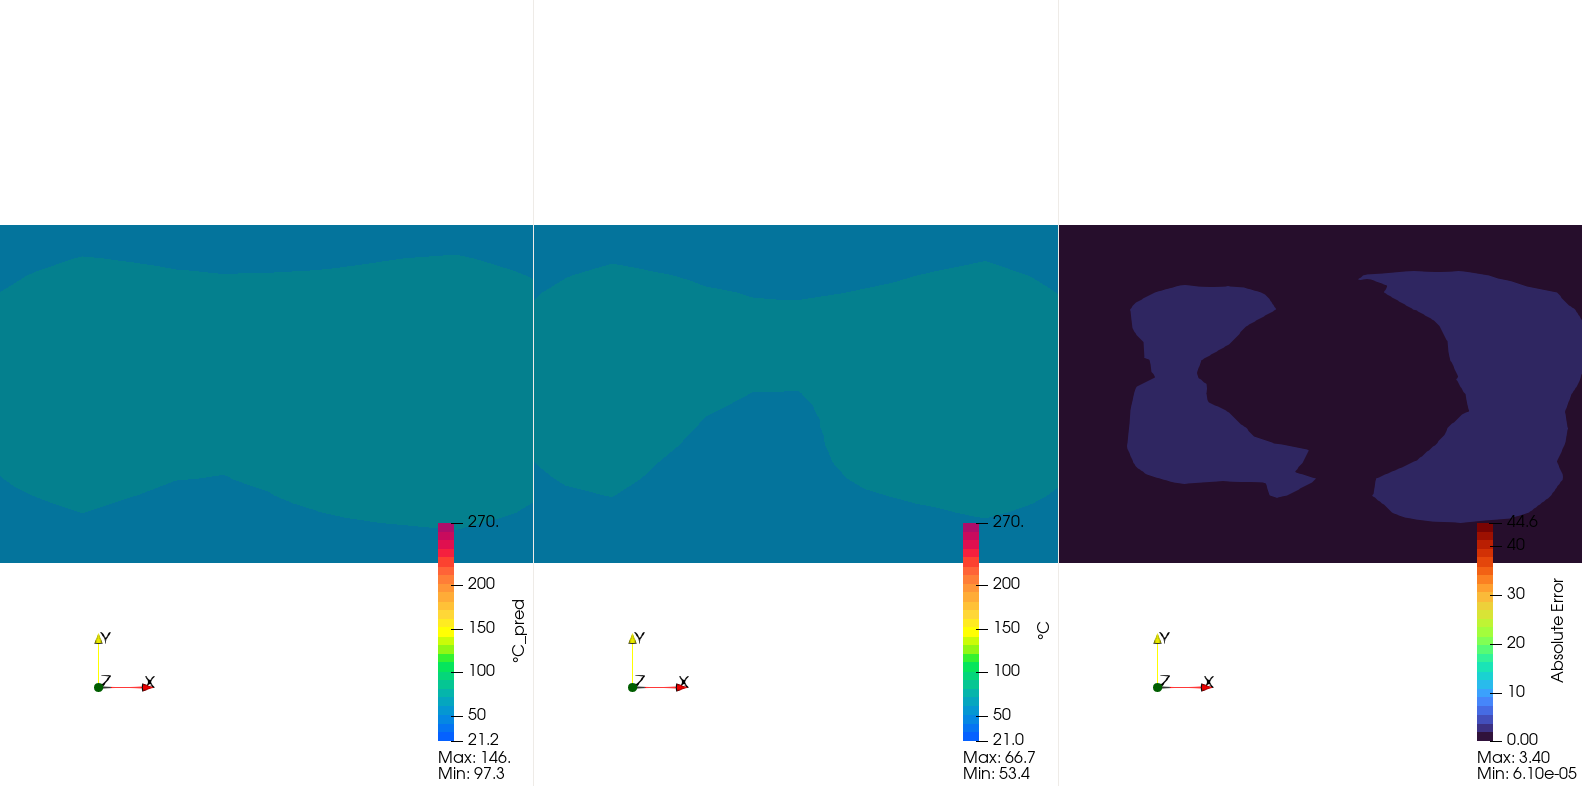 270.
200
150
100
50
21.2
°C_pred
Max: 146.
Min: 97.3
Y
Z
X
270.
200
150
100
50
21.0
°C
Max: 66.7
Min: 53.4
Y
Z
X
44.6
40
30
20
10
0.00
Absolute Error
Max: 3.40
Min: 6.10e-05
Y
Z
X